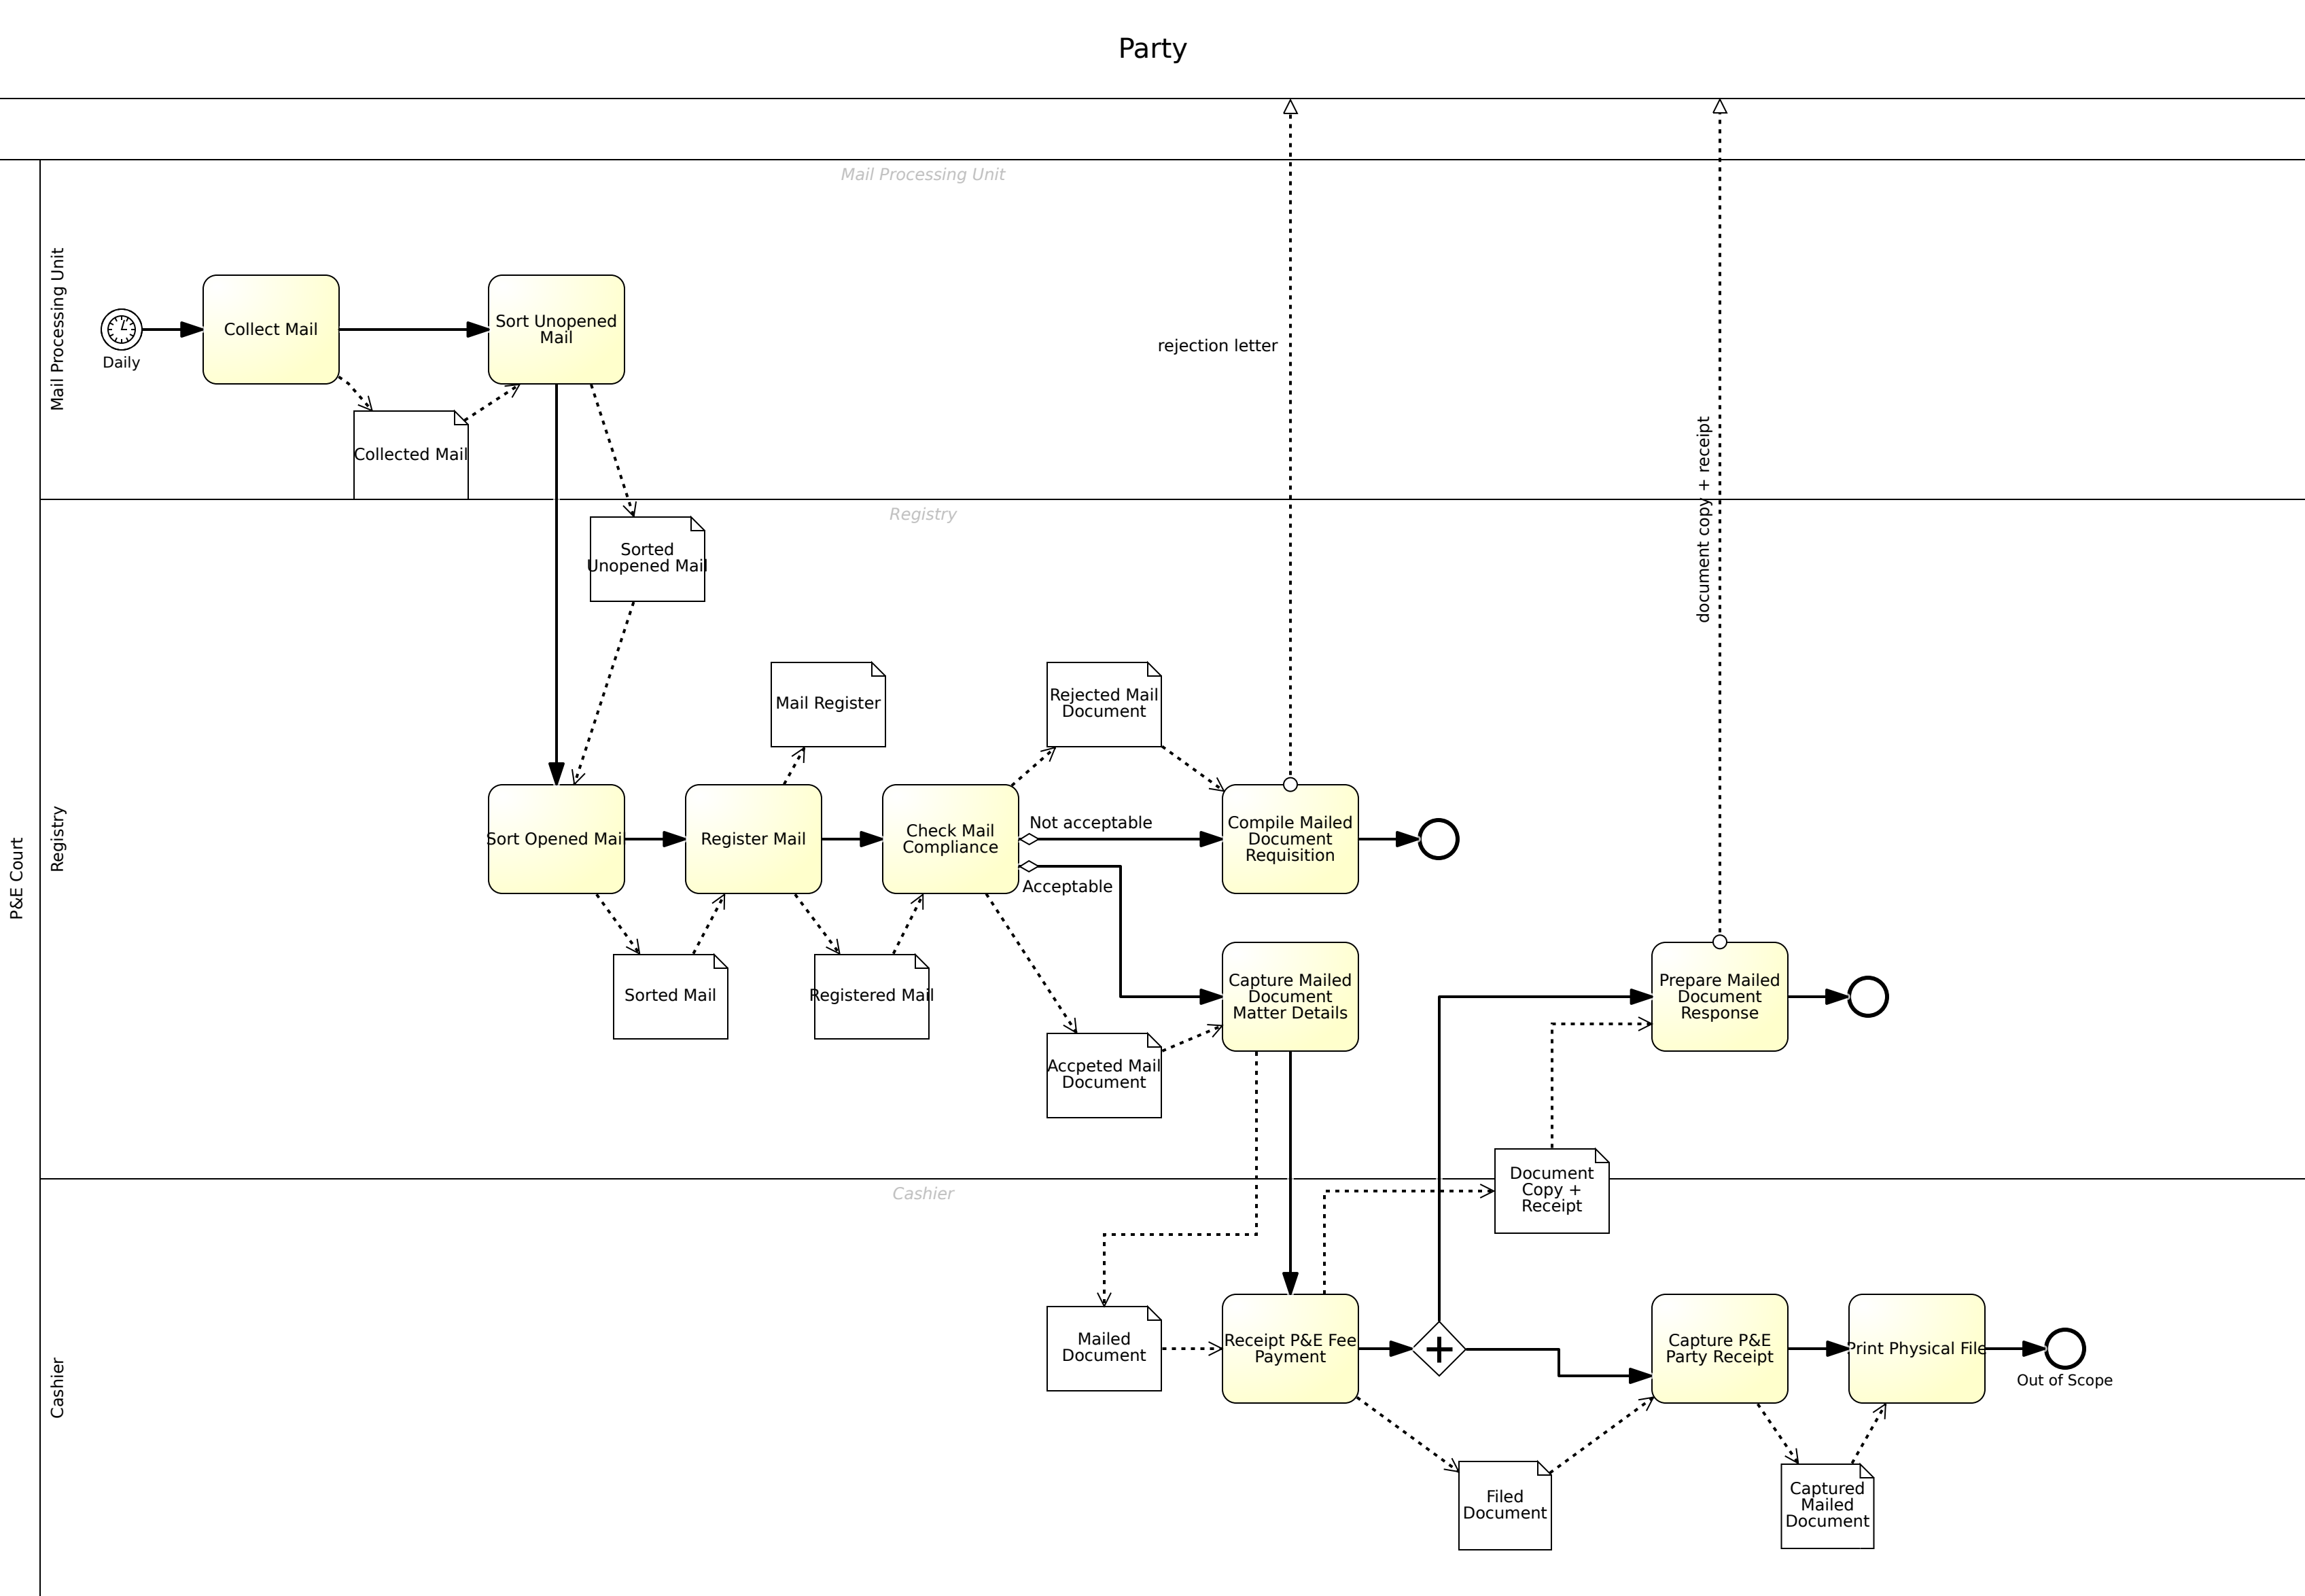 Party
Mail Processing Unit
Mail Processing Unit
Collect Mail
Sort Unopened
Mail
Daily
rejection letter
Collected Mail
document copy + receipt
Registry
Sorted
Unopened Mail
Mail Register
Rejected Mail
Document
P&E Court
Registry
Sort Opened Mail
Register Mail
Check Mail
Compliance
Not acceptable
Acceptable
Compile Mailed
Document
Requisition
Sorted Mail
Registered Mail
Capture Mailed
Document
Matter Details
Prepare Mailed
Document
Response
Accpeted Mail
Document
Cashier
Document
Copy +
Receipt
Cashier
Mailed
Document
Receipt P&E Fee
Payment
Capture P&E
Party Receipt
Print Physical File
Out of Scope
Filed
Document
Captured
Mailed
Document